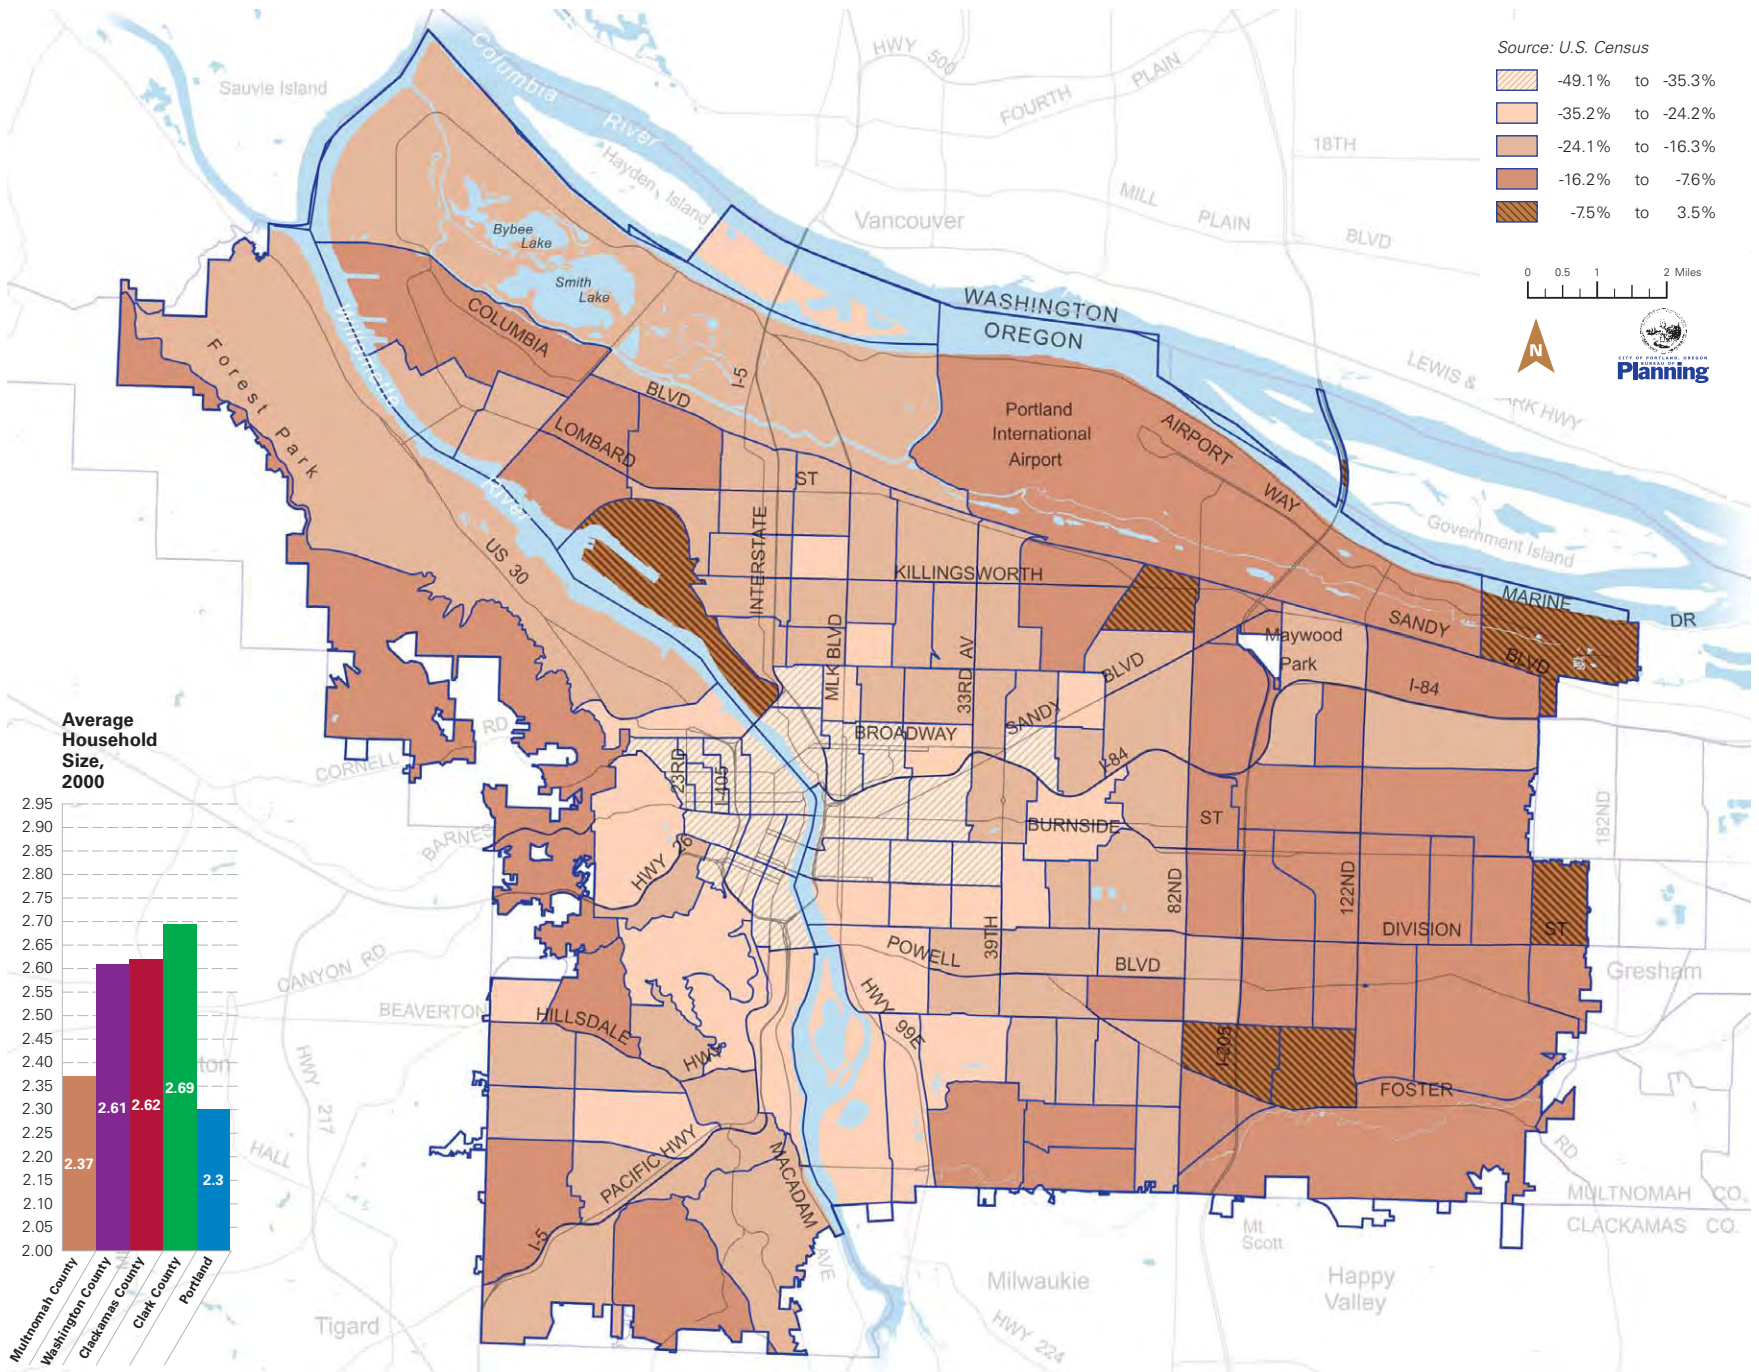 Source: U.S. Census
-49.1% to -35.3%
-35.2% to -24.2%
-24.1% to -16.3%
-16.2% to -7.6%
-7.5% to 3.5%
0 0.5 1 2 Miles
N
CITY OF PORTLAND, OREGON
BUREAU OF
Planning
Sauvie Island
Columbia
River
Hayden Island
HWY 500
FOURTH
PLAIN
18TH
MILL
PLAIN
BLVD
Vancouver
LEWIS &
ARK HWY
Bybee
Lake
Smith
Lake
WASHINGTON
OREGON
COLUMBIA
BLVD
I-5
Willamette
River
Forest Park
LOMBARD
ST
Portland
International
Airport
AIRPORT
WAY
Government Island
US 30
INTERSTATE
KILLINGSWORTH
MARINE
DR
SANDY
BLVD
MLK BLVD
33RD AV
BLVD
SANDY
Maywood
Park
I-84
BROADWAY
I-84
CORNELL
RD
23RD
I-405
BURNSIDE
ST
182ND
BARNES
HWY 26
82ND
122ND
DIVISION
ST
39TH
POWELL
BLVD
Gresham
CANYON RD
BEAVERTON
HILLSDALE
HWY
HWY 99E
I-205
FOSTER
RD
ton
HWY
217
HALL
PACIFIC HWY
MACADAM
AVE
I-5
MULTNOMAH CO.
CLACKAMAS CO.
Mt
Scott
Milwaukie
Happy
Valley
HWY 224
Tigard
Average
Household
Size,
2000
2.95
2.90
2.85
2.80
2.75
2.70
2.65
2.60
2.55
2.50
2.45
2.40
2.35
2.30
2.25
2.20
2.15
2.10
2.05
2.00
2.37
2.61
2.62
2.69
2.3
Multnomah County
Washington County
Clackamas County
Clark County
Portland